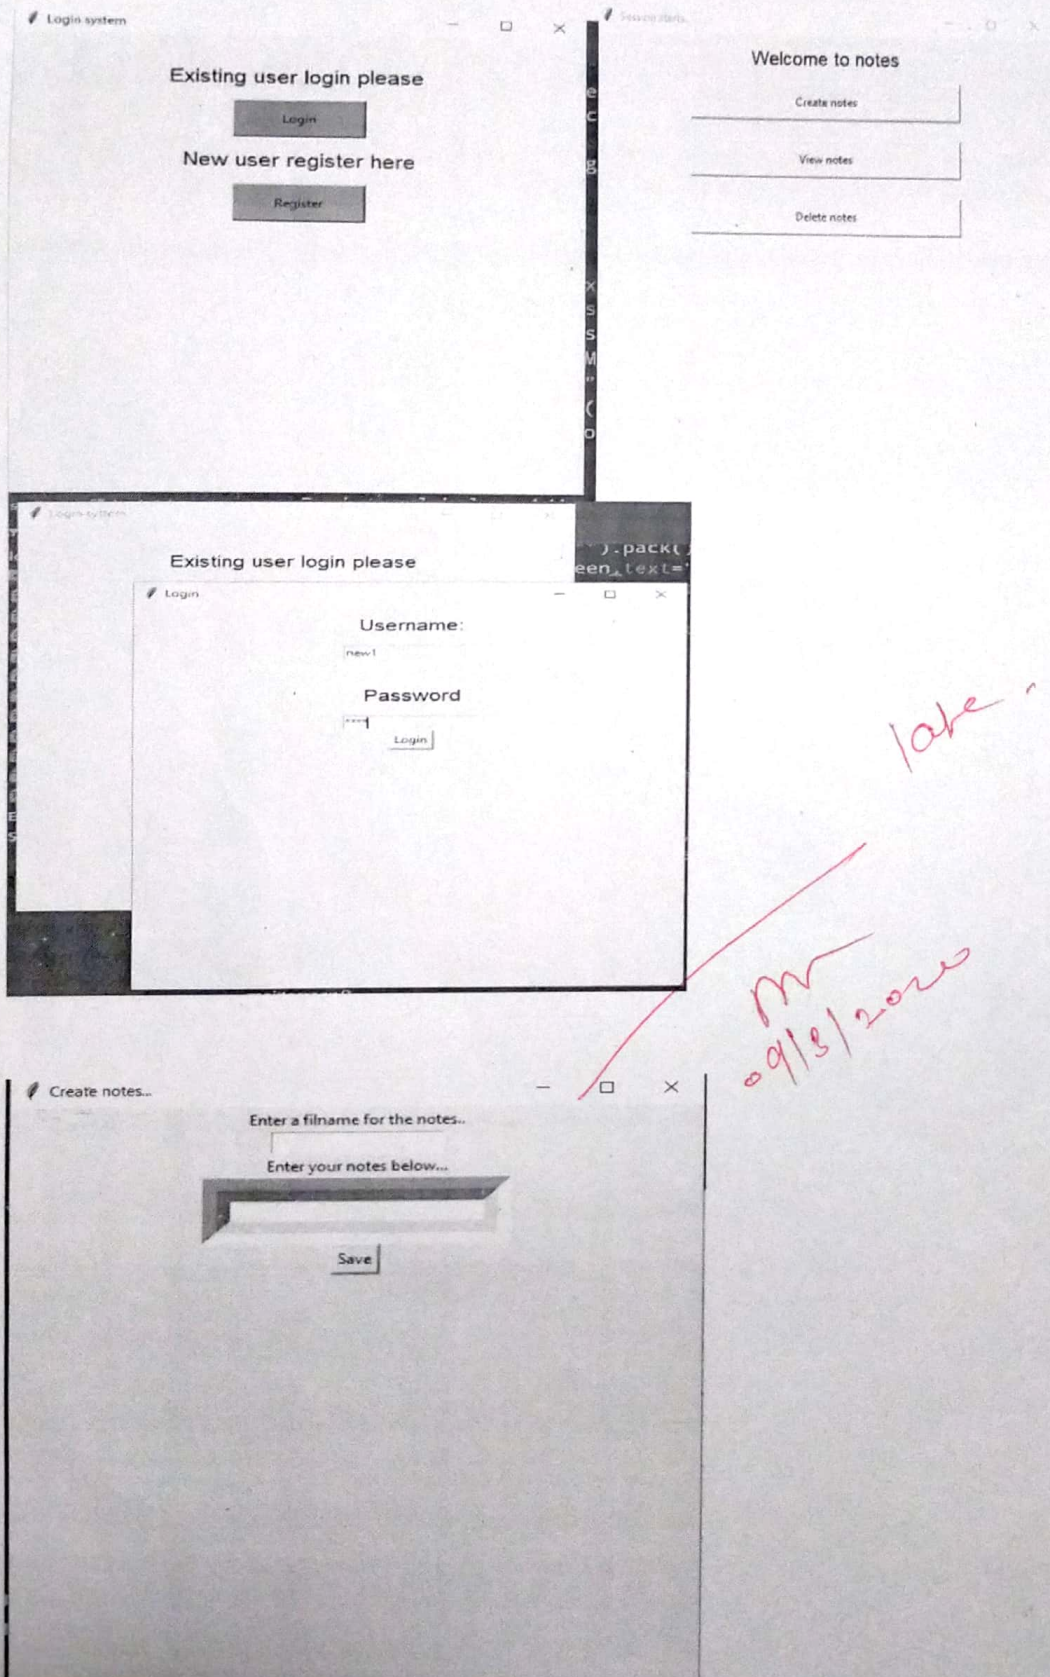 Login system
Existing user login please
Login
New user register here
Register
e
c
g
x
s
s
M
"
(
o
Welcome to notes
Create notes
View notes
Delete notes
Login system
Existing user login please
).pack(
een,text='
Login
Username:
new1
Password
****
Login
late
09/3/2020
Create notes...
Enter a filname for the notes..
Enter your notes below...
Save